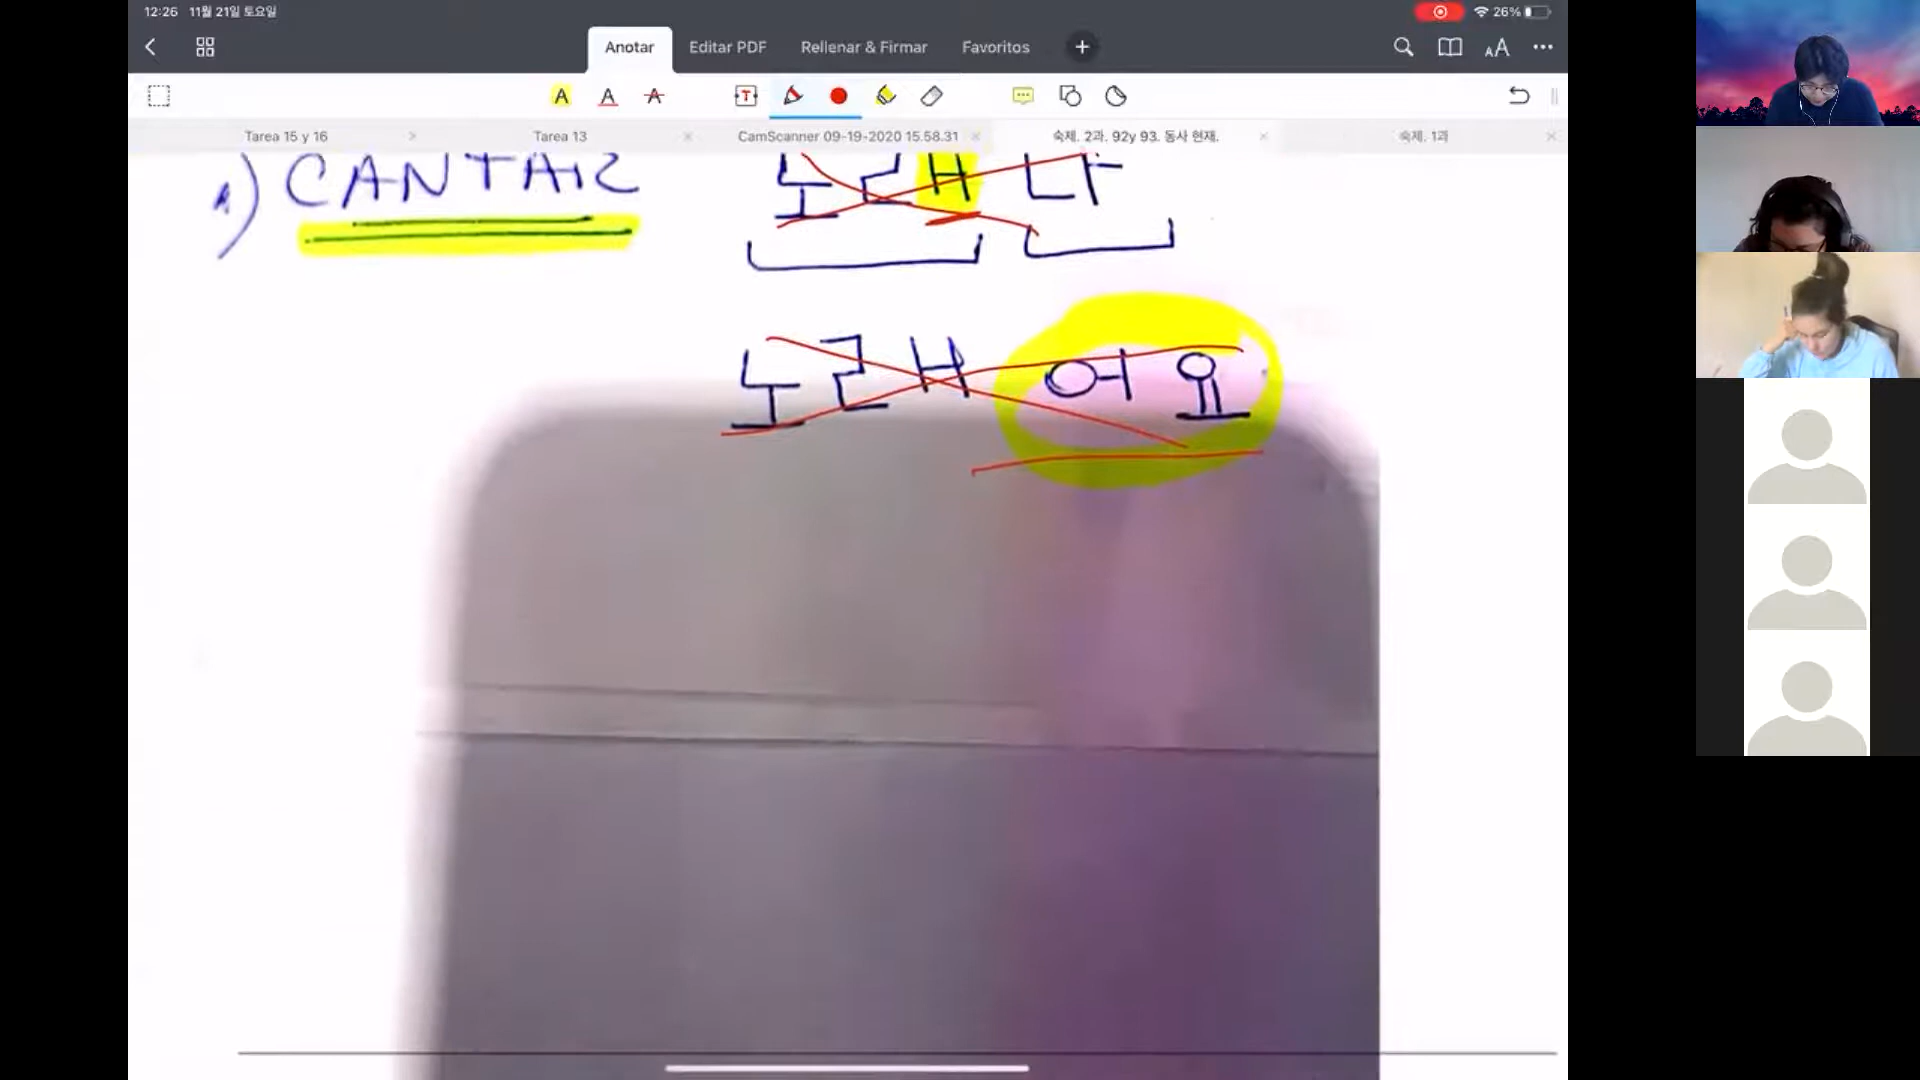 12:26 11월 21일 토요일 26%
Anotar Editar PDF Rellenar & Firmar Favoritos
A A A T AA
Tarea 15 y 16 Tarea 13 CamScanner 09-19-2020 15.58.31 숙제. 2과. 92y 93. 동사 현재. 숙제. 1과
1) CANTAR 노래 다
노래 어요